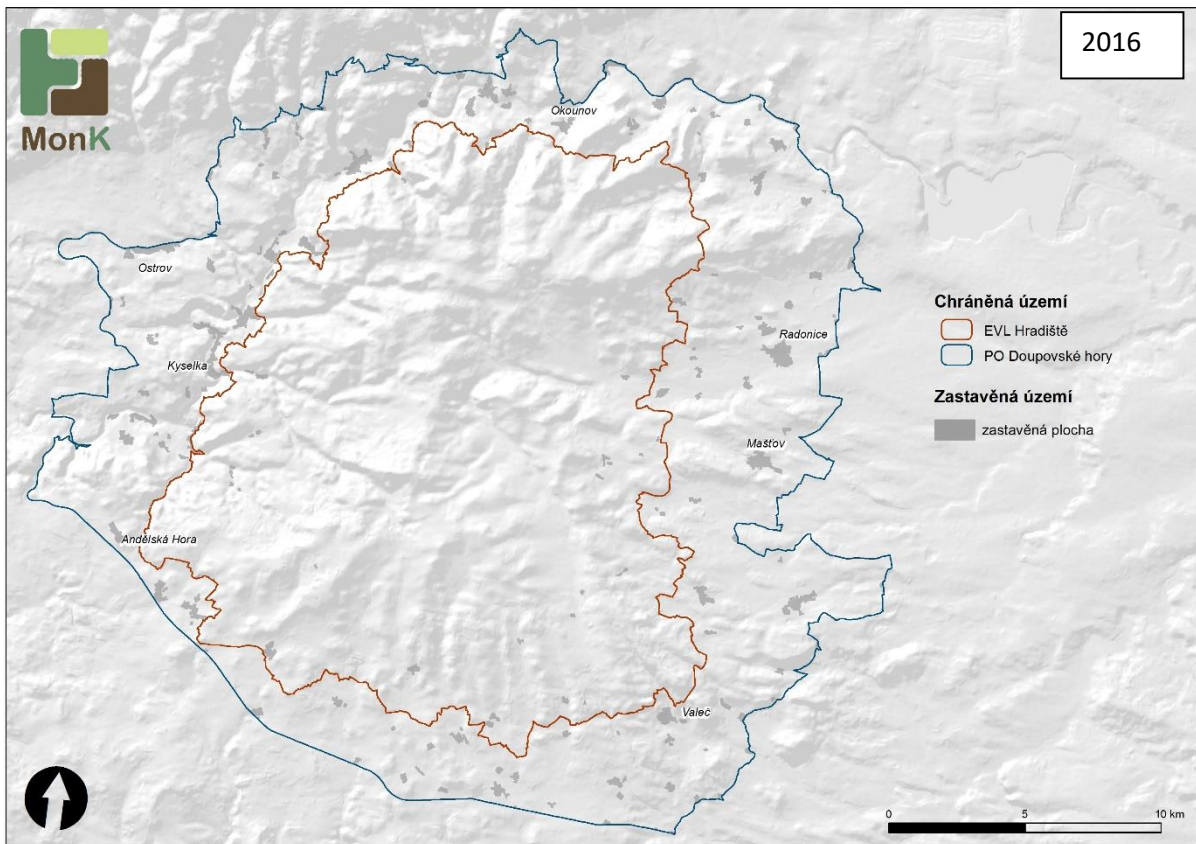 2016
MonK
Okounov
Ostrov
Kyselka
Radonice
Mašťov
Andělská Hora
Valeč
Chráněná území
EVL Hradiště
PO Doupovské hory
Zastavěná území
zastavěná plocha
0 5 10 km